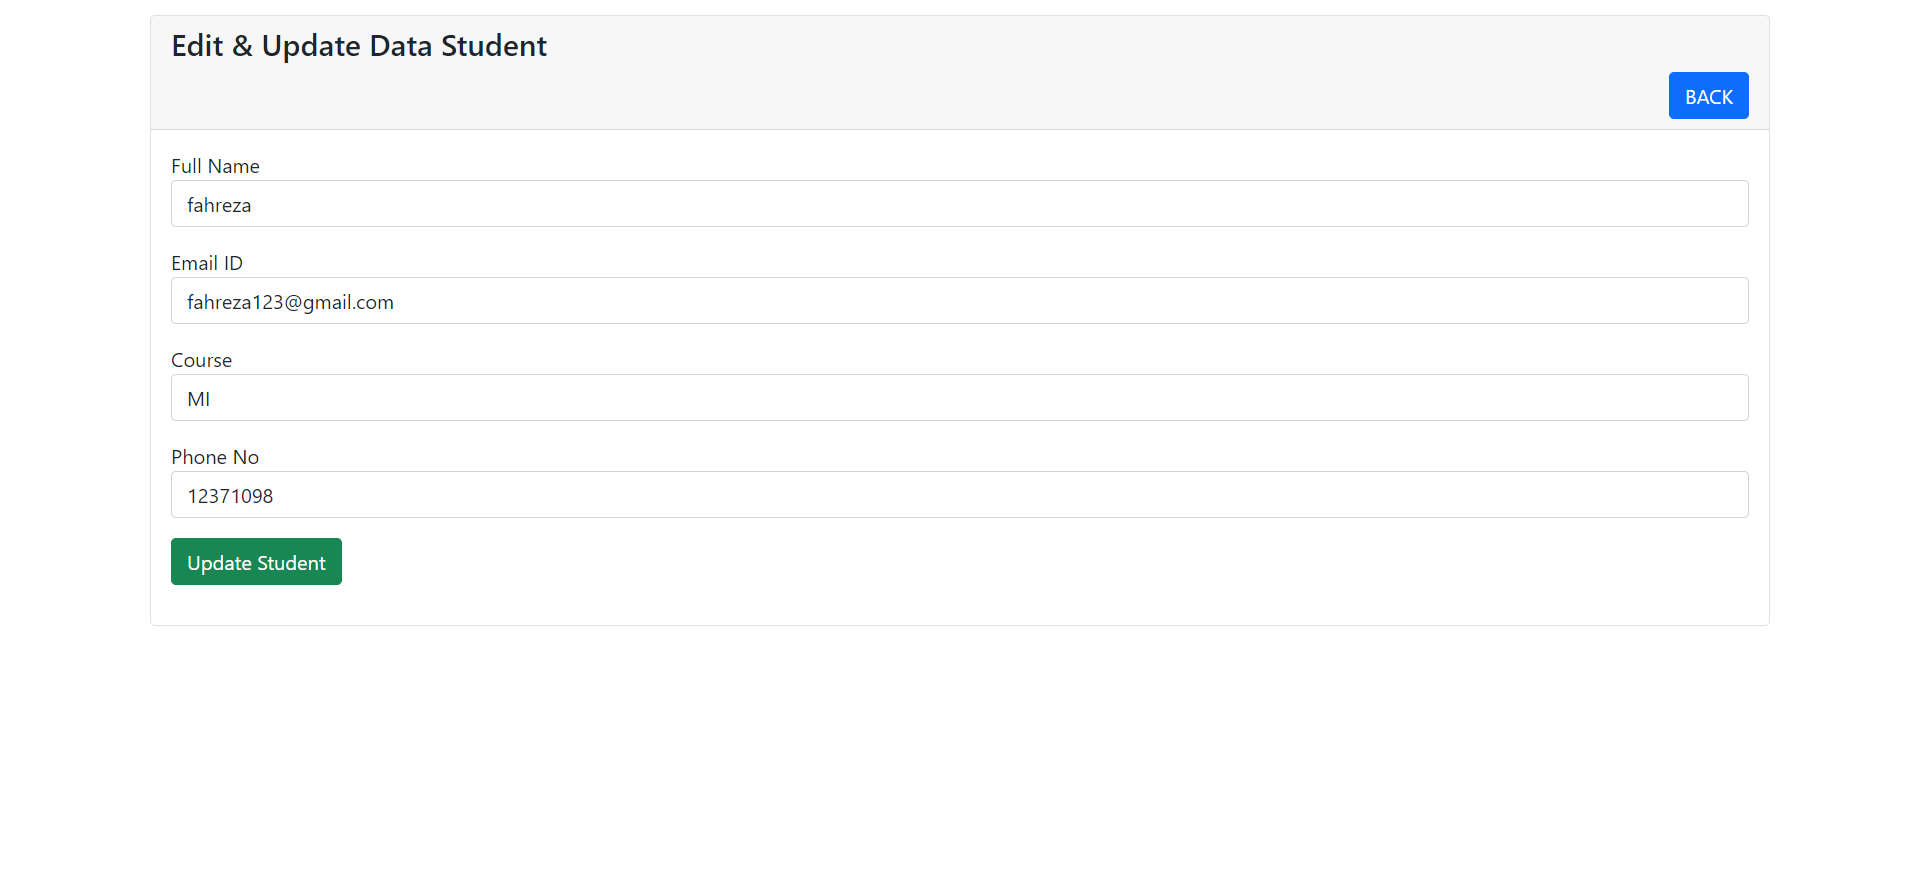 Edit & Update Data Student
BACK
Full Name
fahreza
Email ID
fahreza123@gmail.com
Course
MI
Phone No
12371098
Update Student